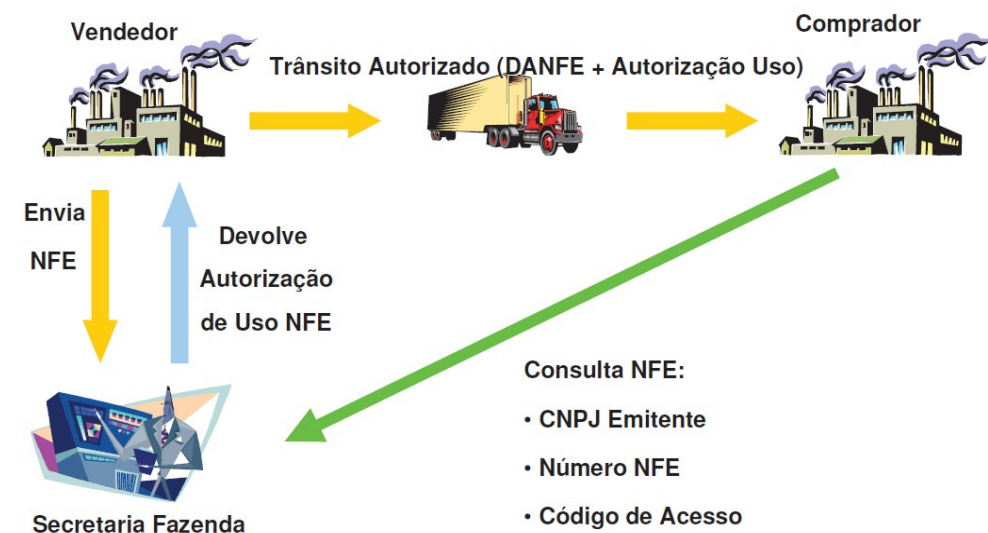 Vendedor
Comprador
Trânsito Autorizado (DANFE + Autorização Uso)
Envia
NFE
Devolve
Autorização
de Uso NFE
Consulta NFE:
• CNPJ Emitente
• Número NFE
• Código de Acesso
Secretaria Fazenda